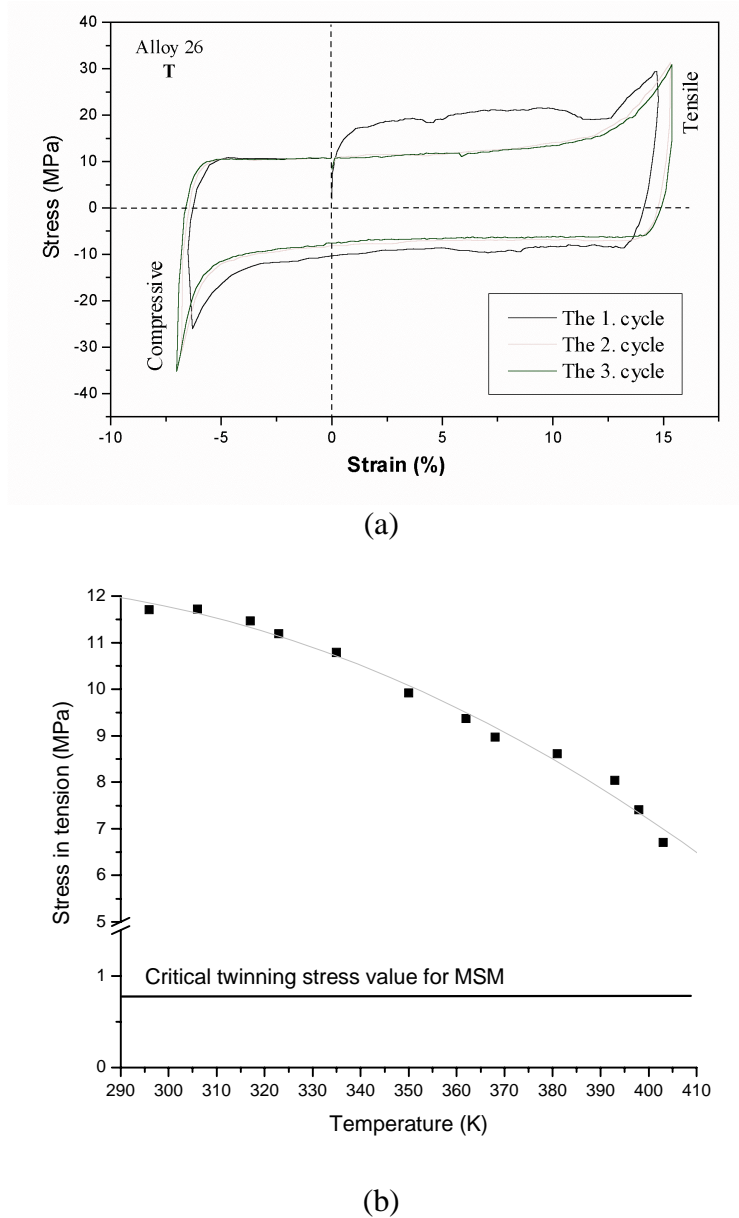 40
30
20
10
0
-10
-20
-30
-40
Stress (MPa)
Alloy 26
T
Tensile
Compressive
The 1. cycle
The 2. cycle
The 3. cycle
-10 -5 0 5 10 15
Strain (%)
(a)
12
11
10
9
8
7
6
5
1
0
Stress in tension (MPa)
Critical twinning stress value for MSM
290 300 310 320 330 340 350 360 370 380 390 400 410
Temperature (K)
(b)